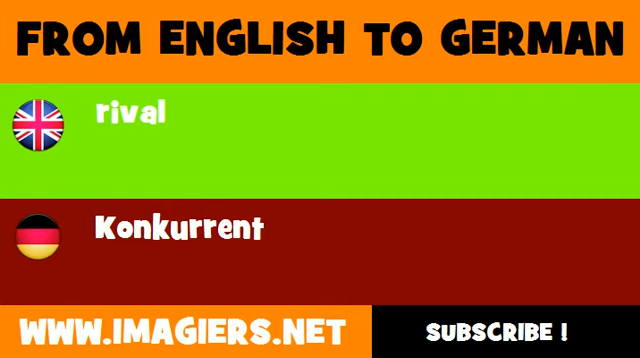 FROM ENGLISH TO GERMAN
rival
Konkurrent
WWW.IMAGIERS.NET
SUBSCRIBE !